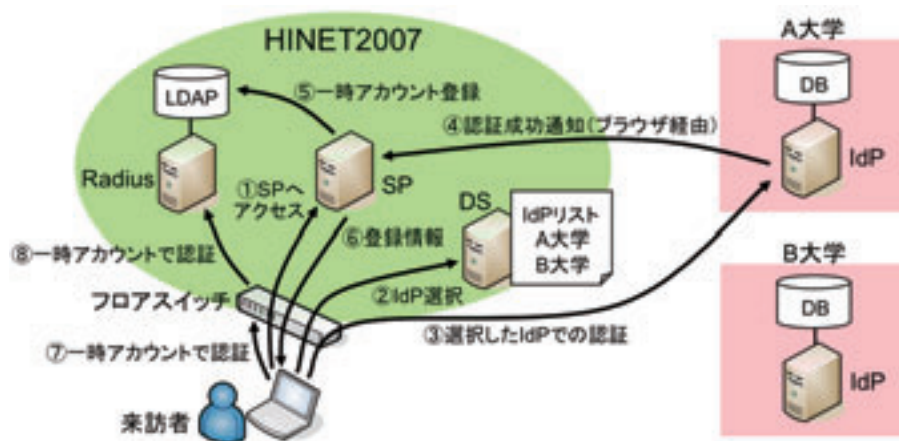 HINET2007
A大学
DB
IdP
LDAP
⑤一時アカウント登録
④認証成功通知(ブラウザ経由)
Radius
SP
①SPへ
アクセス
DS
IdPリスト
A大学
B大学
⑥登録情報
⑧一時アカウントで認証
②IdP選択
フロアスイッチ
③選択したIdPでの認証
⑦一時アカウントで認証
来訪者
B大学
DB
IdP